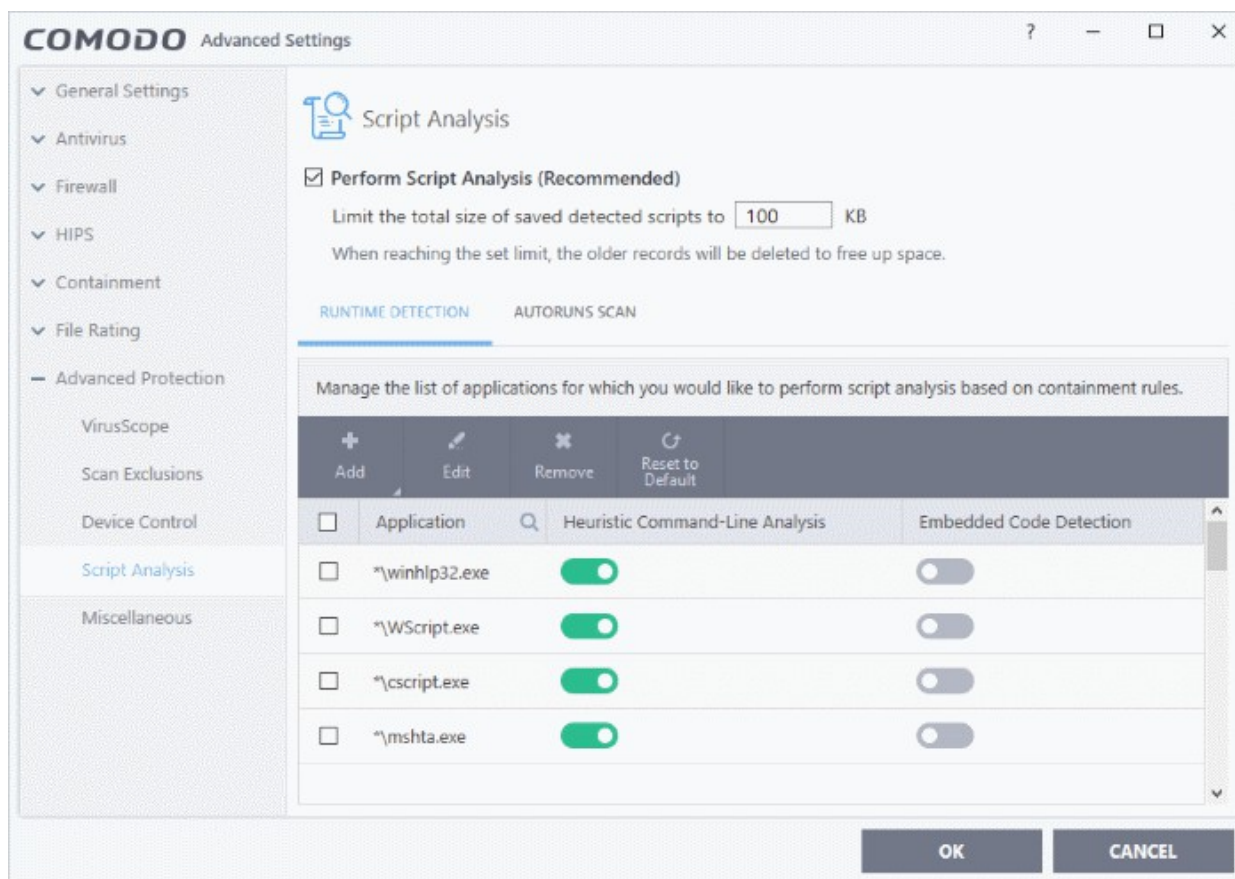 COMODO Advanced Settings ?
General Settings
Antivirus
Firewall
HIPS
Containment
File Rating
Advanced Protection
VirusScope
Scan Exclusions
Device Control
Script Analysis
Miscellaneous
Script Analysis
Perform Script Analysis (Recommended)
Limit the total size of saved detected scripts to 100 KB
When reaching the set limit, the older records will be deleted to free up space.
RUNTIME DETECTION AUTORUNS SCAN
Manage the list of applications for which you would like to perform script analysis based on containment rules.
Add Edit Remove Reset to
Default
Application Heuristic Command-Line Analysis Embedded Code Detection
*\winhlp32.exe
*\WScript.exe
*\cscript.exe
*\mshta.exe
OK CANCEL